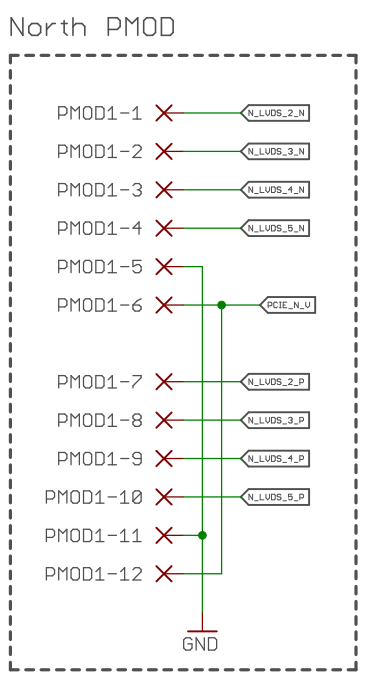 North PMOD
PMOD1-1 N_LVDS_2_N
PMOD1-2 N_LVDS_3_N
PMOD1-3 N_LVDS_4_N
PMOD1-4 N_LVDS_5_N
PMOD1-5
PMOD1-6 PCIE_N_V
PMOD1-7 N_LVDS_2_P
PMOD1-8 N_LVDS_3_P
PMOD1-9 N_LVDS_4_P
PMOD1-10 N_LVDS_5_P
PMOD1-11
PMOD1-12
GND